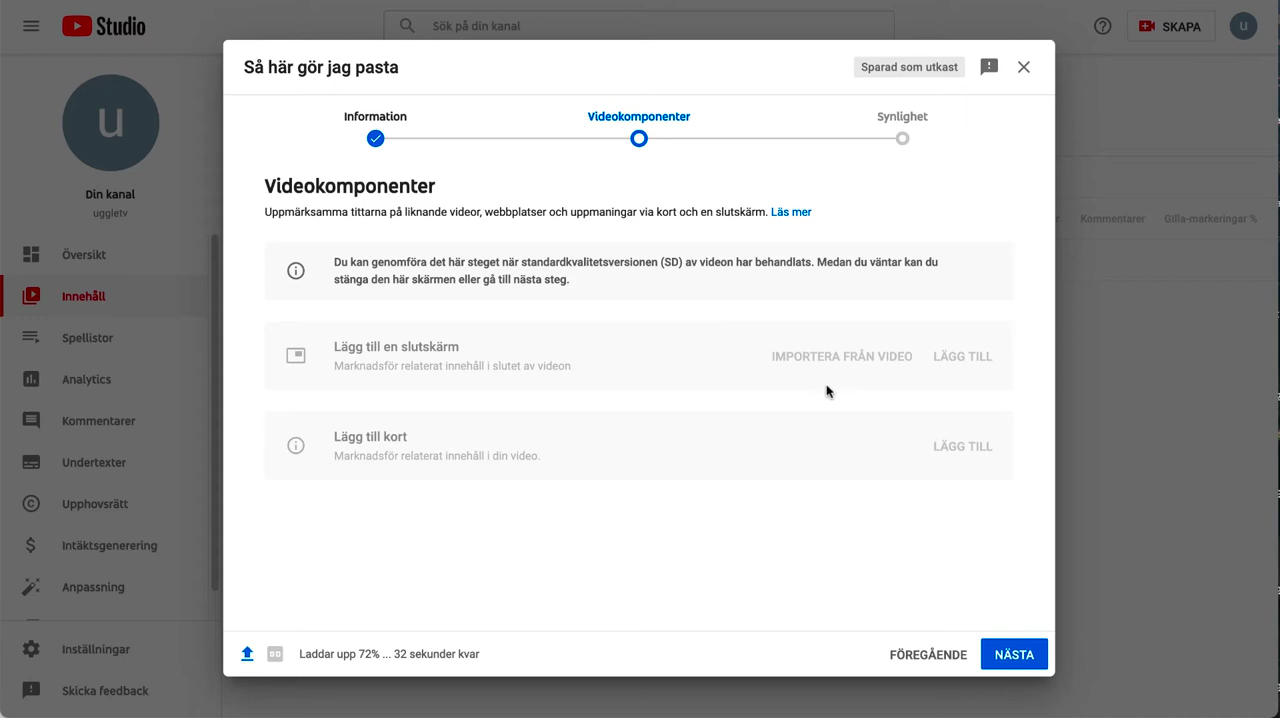 Studio
Sök på din kanal
SKAPA
u
Så här gör jag pasta
Sparad som utkast
Information
Videokomponenter
Synlighet
u
Din kanal
uggletv
Videokomponenter
Uppmärksamma tittarna på liknande videor, webbplatser och uppmaningar via kort och en slutskärm. Läs mer
Kommentarer
Gilla-markeringar %
Översikt
Innehåll
Spellistor
Analytics
Kommentarer
Undertexter
Upphovsrätt
Intäktsgenerering
Anpassning
Inställningar
Skicka feedback
Du kan genomföra det här steget när standardkvalitetsversionen (SD) av videon har behandlats. Medan du väntar kan du
stänga den här skärmen eller gå till nästa steg.
Lägg till en slutskärm
Marknadsför relaterat innehåll i slutet av videon
IMPORTERA FRÅN VIDEO
LÄGG TILL
Lägg till kort
Marknadsför relaterat innehåll i din video.
LÄGG TILL
Laddar upp 72% ... 32 sekunder kvar
FÖREGÅENDE
NÄSTA